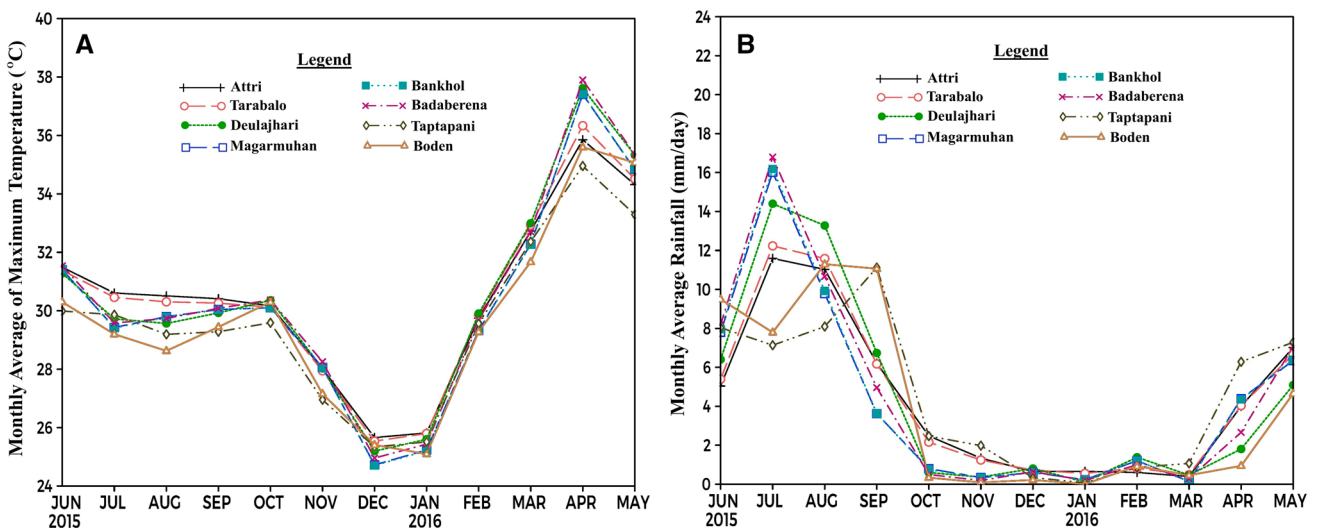 A
Monthly Average of Maximum Temperature (°C)
40
38
36
34
32
30
28
26
24
Legend
Attri
Tarabalo
Deulajhari
Magarmuhan
Bankhol
Badaberena
Taptapani
Boden
JUN JUL AUG SEP OCT NOV DEC JAN FEB MAR APR MAY
2015 2016
B
Monthly Average Rainfall (mm/day)
24
22
20
18
16
14
12
10
8
6
4
2
0
Legend
Attri
Tarabalo
Deulajhari
Magarmuhan
Bankhol
Badaberena
Taptapani
Boden
JUN JUL AUG SEP OCT NOV DEC JAN FEB MAR APR MAY
2015 2016